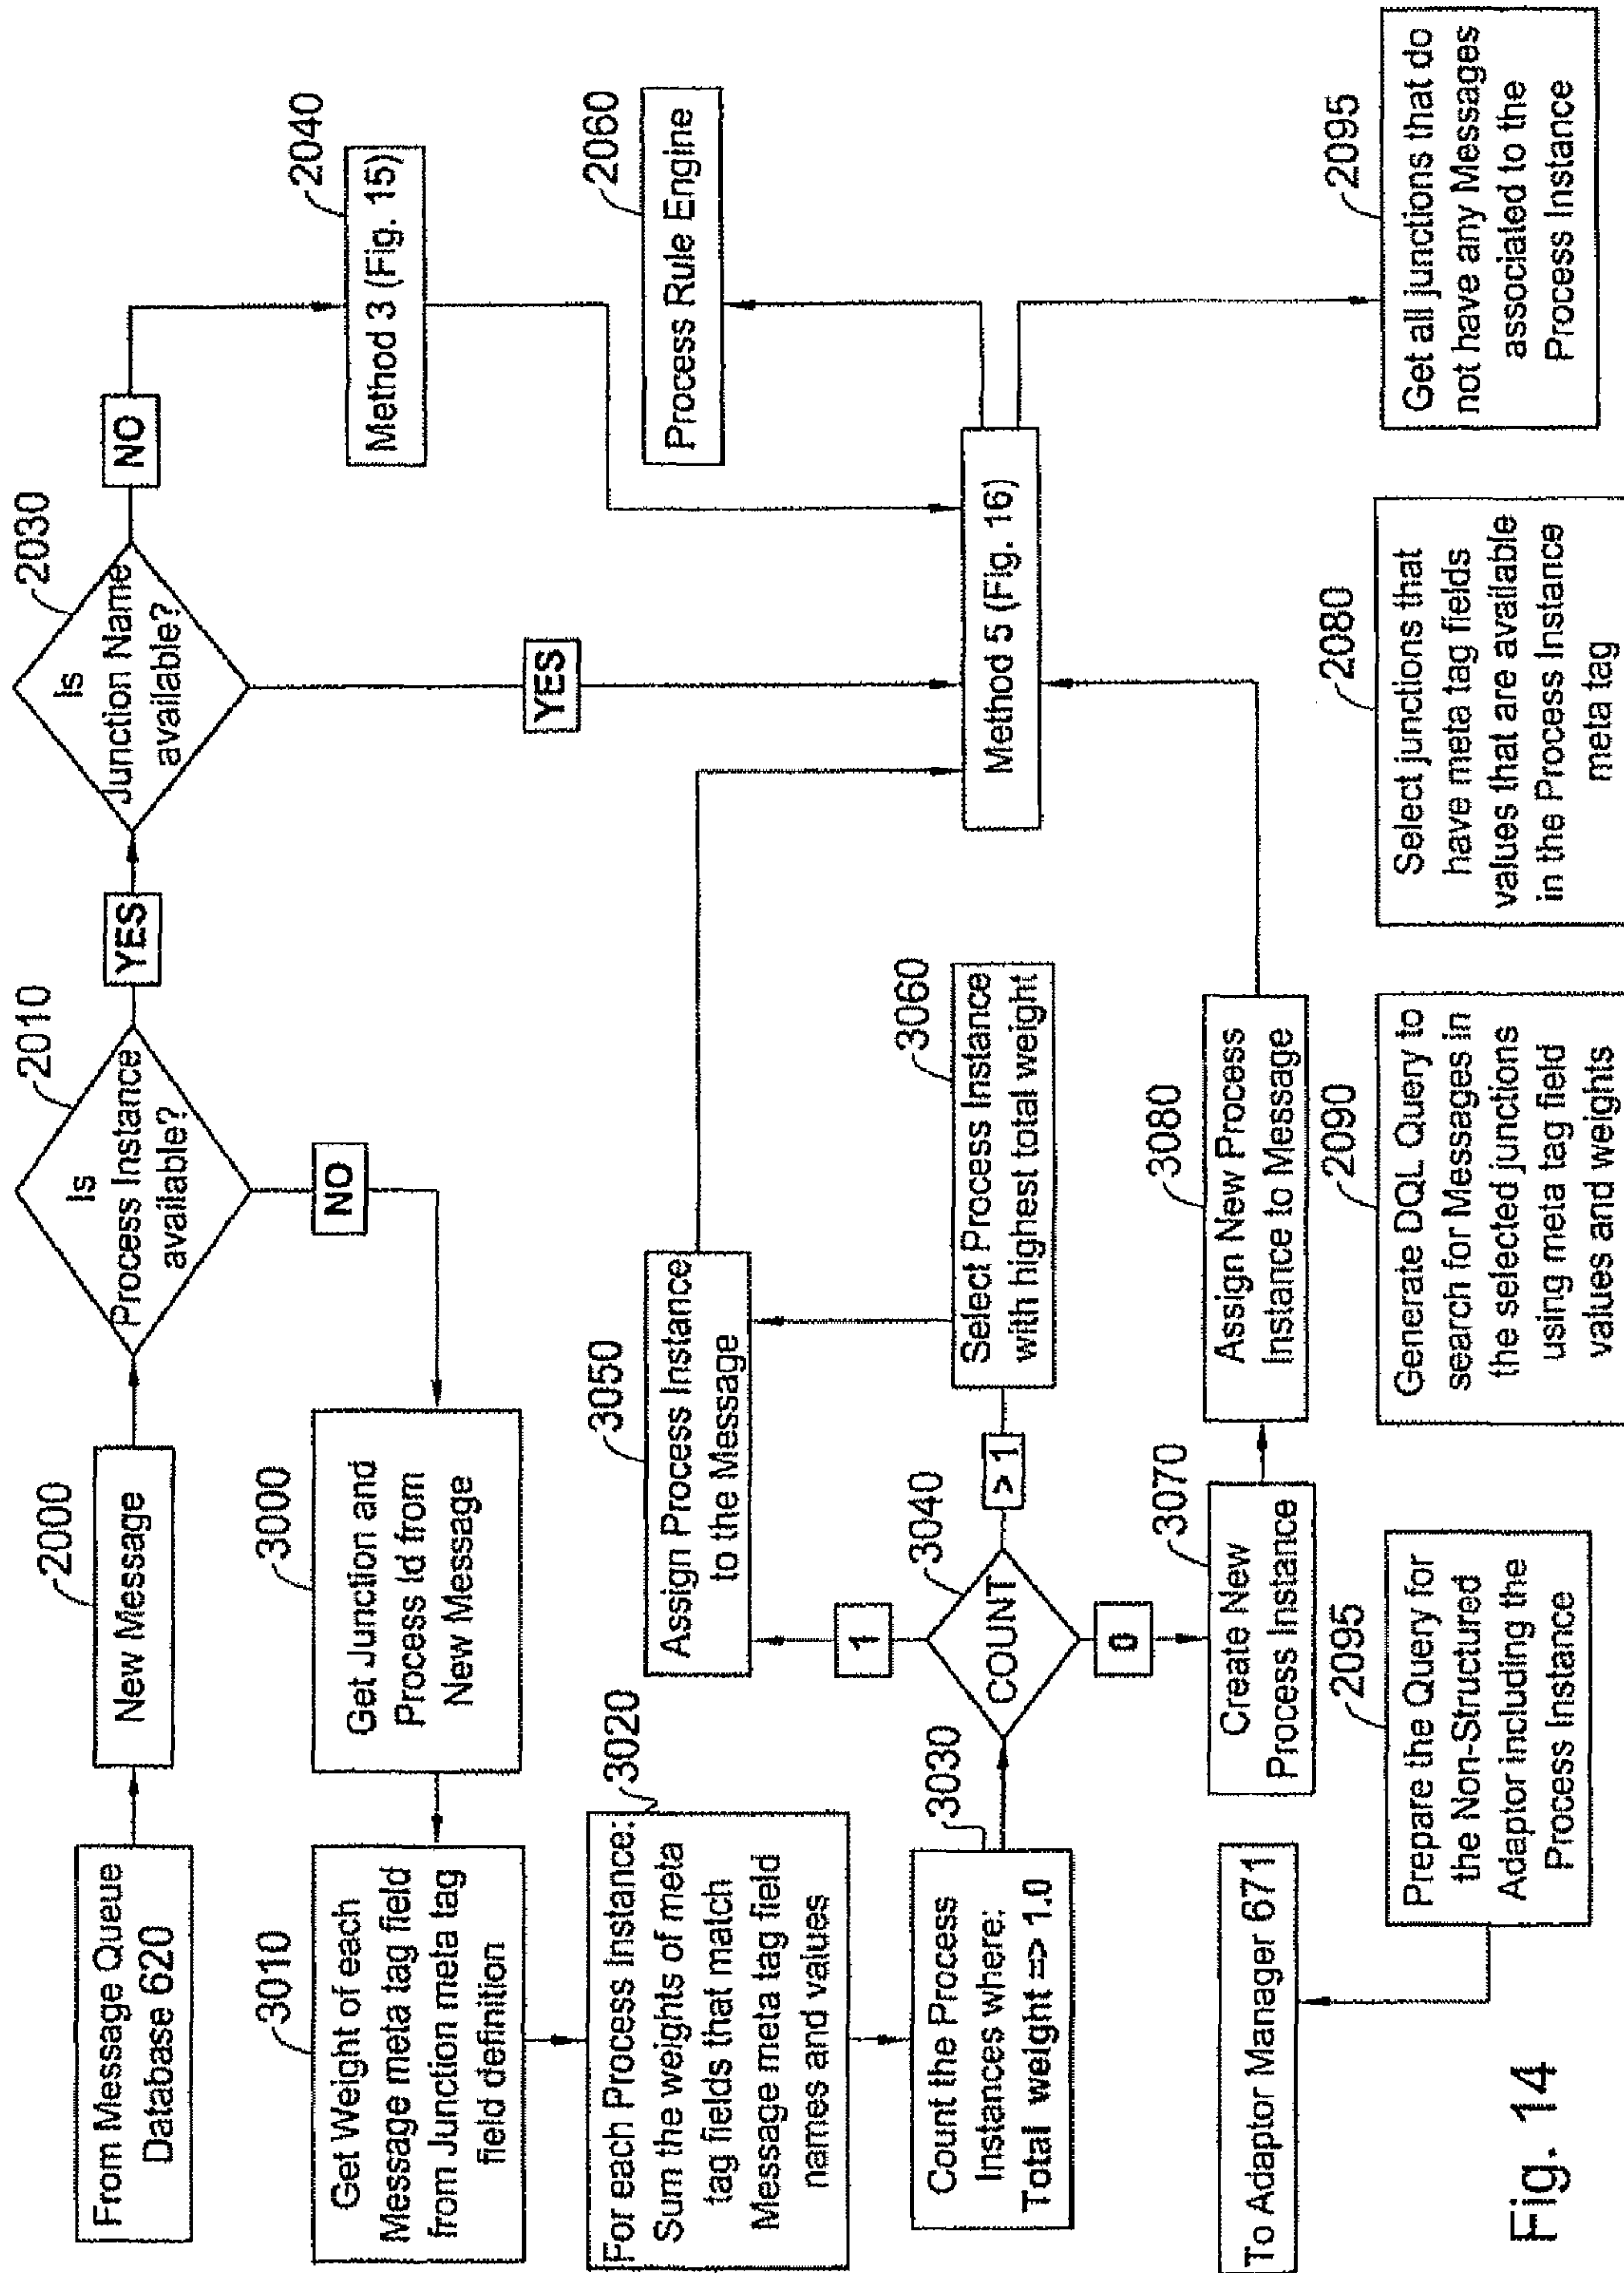 From Message Queue
Database 620
2000
New Message
2010
Is
Process Instance
available?
YES
2030
Is
Junction Name
available?
NO
NO
YES
3000
Get Junction and
Process Id from
New Message
2040
Method 3 (Fig. 15)
3010
Get Weight of each
Message meta tag field
from Junction meta tag
field definition
3020
For each Process Instance:
Sum the weights of meta
tag fields that match
Message meta tag field
names and values
3050
Assign Process Instance
to the Message
2060
Process Rule Engine
3030
Count the Process
Instances where:
Total weight => 1.0
1
3040
COUNT
> 1
0
3060
Select Process Instance
with highest total weight
Method 5 (Fig. 16)
3070
Create New
Process Instance
3080
Assign New Process
Instance to Message
To Adaptor Manager 671
2095
Prepare the Query for
the Non-Structured
Adaptor including the
Process Instance
2090
Generate DQL Query to
search for Messages in
the selected junctions
using meta tag field
values and weights
2080
Select junctions that
have meta tag fields
values that are available
in the Process Instance
meta tag
2095
Get all junctions that do
not have any Messages
associated to the
Process Instance
Fig. 14